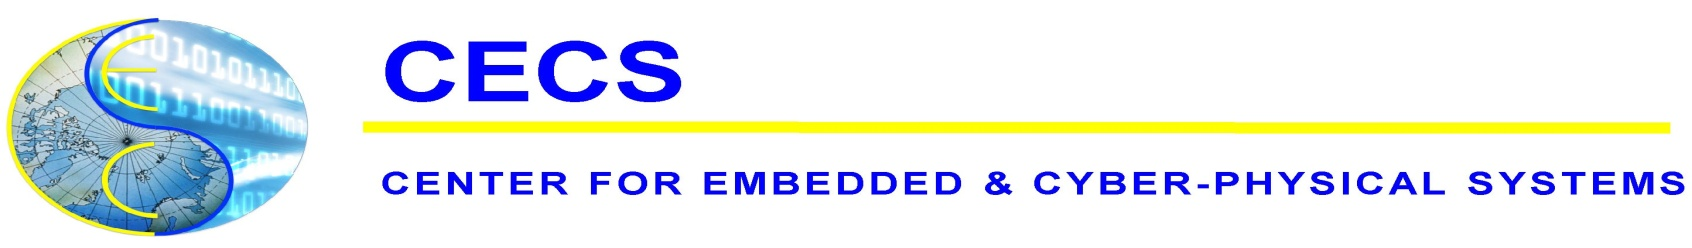 CECS
CENTER FOR EMBEDDED & CYBER-PHYSICAL SYSTEMS